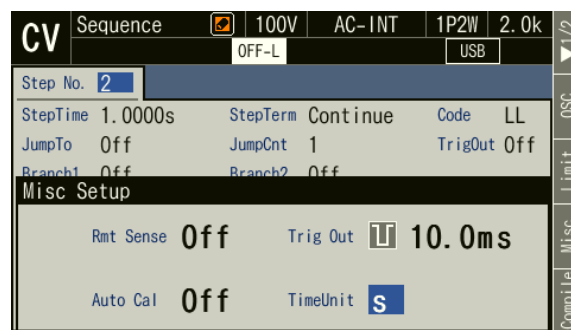 CV Sequence 100V AC-INT 1P2W 2.0k
OFF-L USB
Step No. 2
StepTime 1.0000s StepTerm Continue Code LL
JumpTo Off JumpCnt 1 TrigOut Off
Branch1 Off Branch2 Off
Misc Setup
Rmt Sense Off Trig Out 10.0ms
Auto Cal Off TimeUnit s
▼1/2
OSC
Limit
Misc
Compile